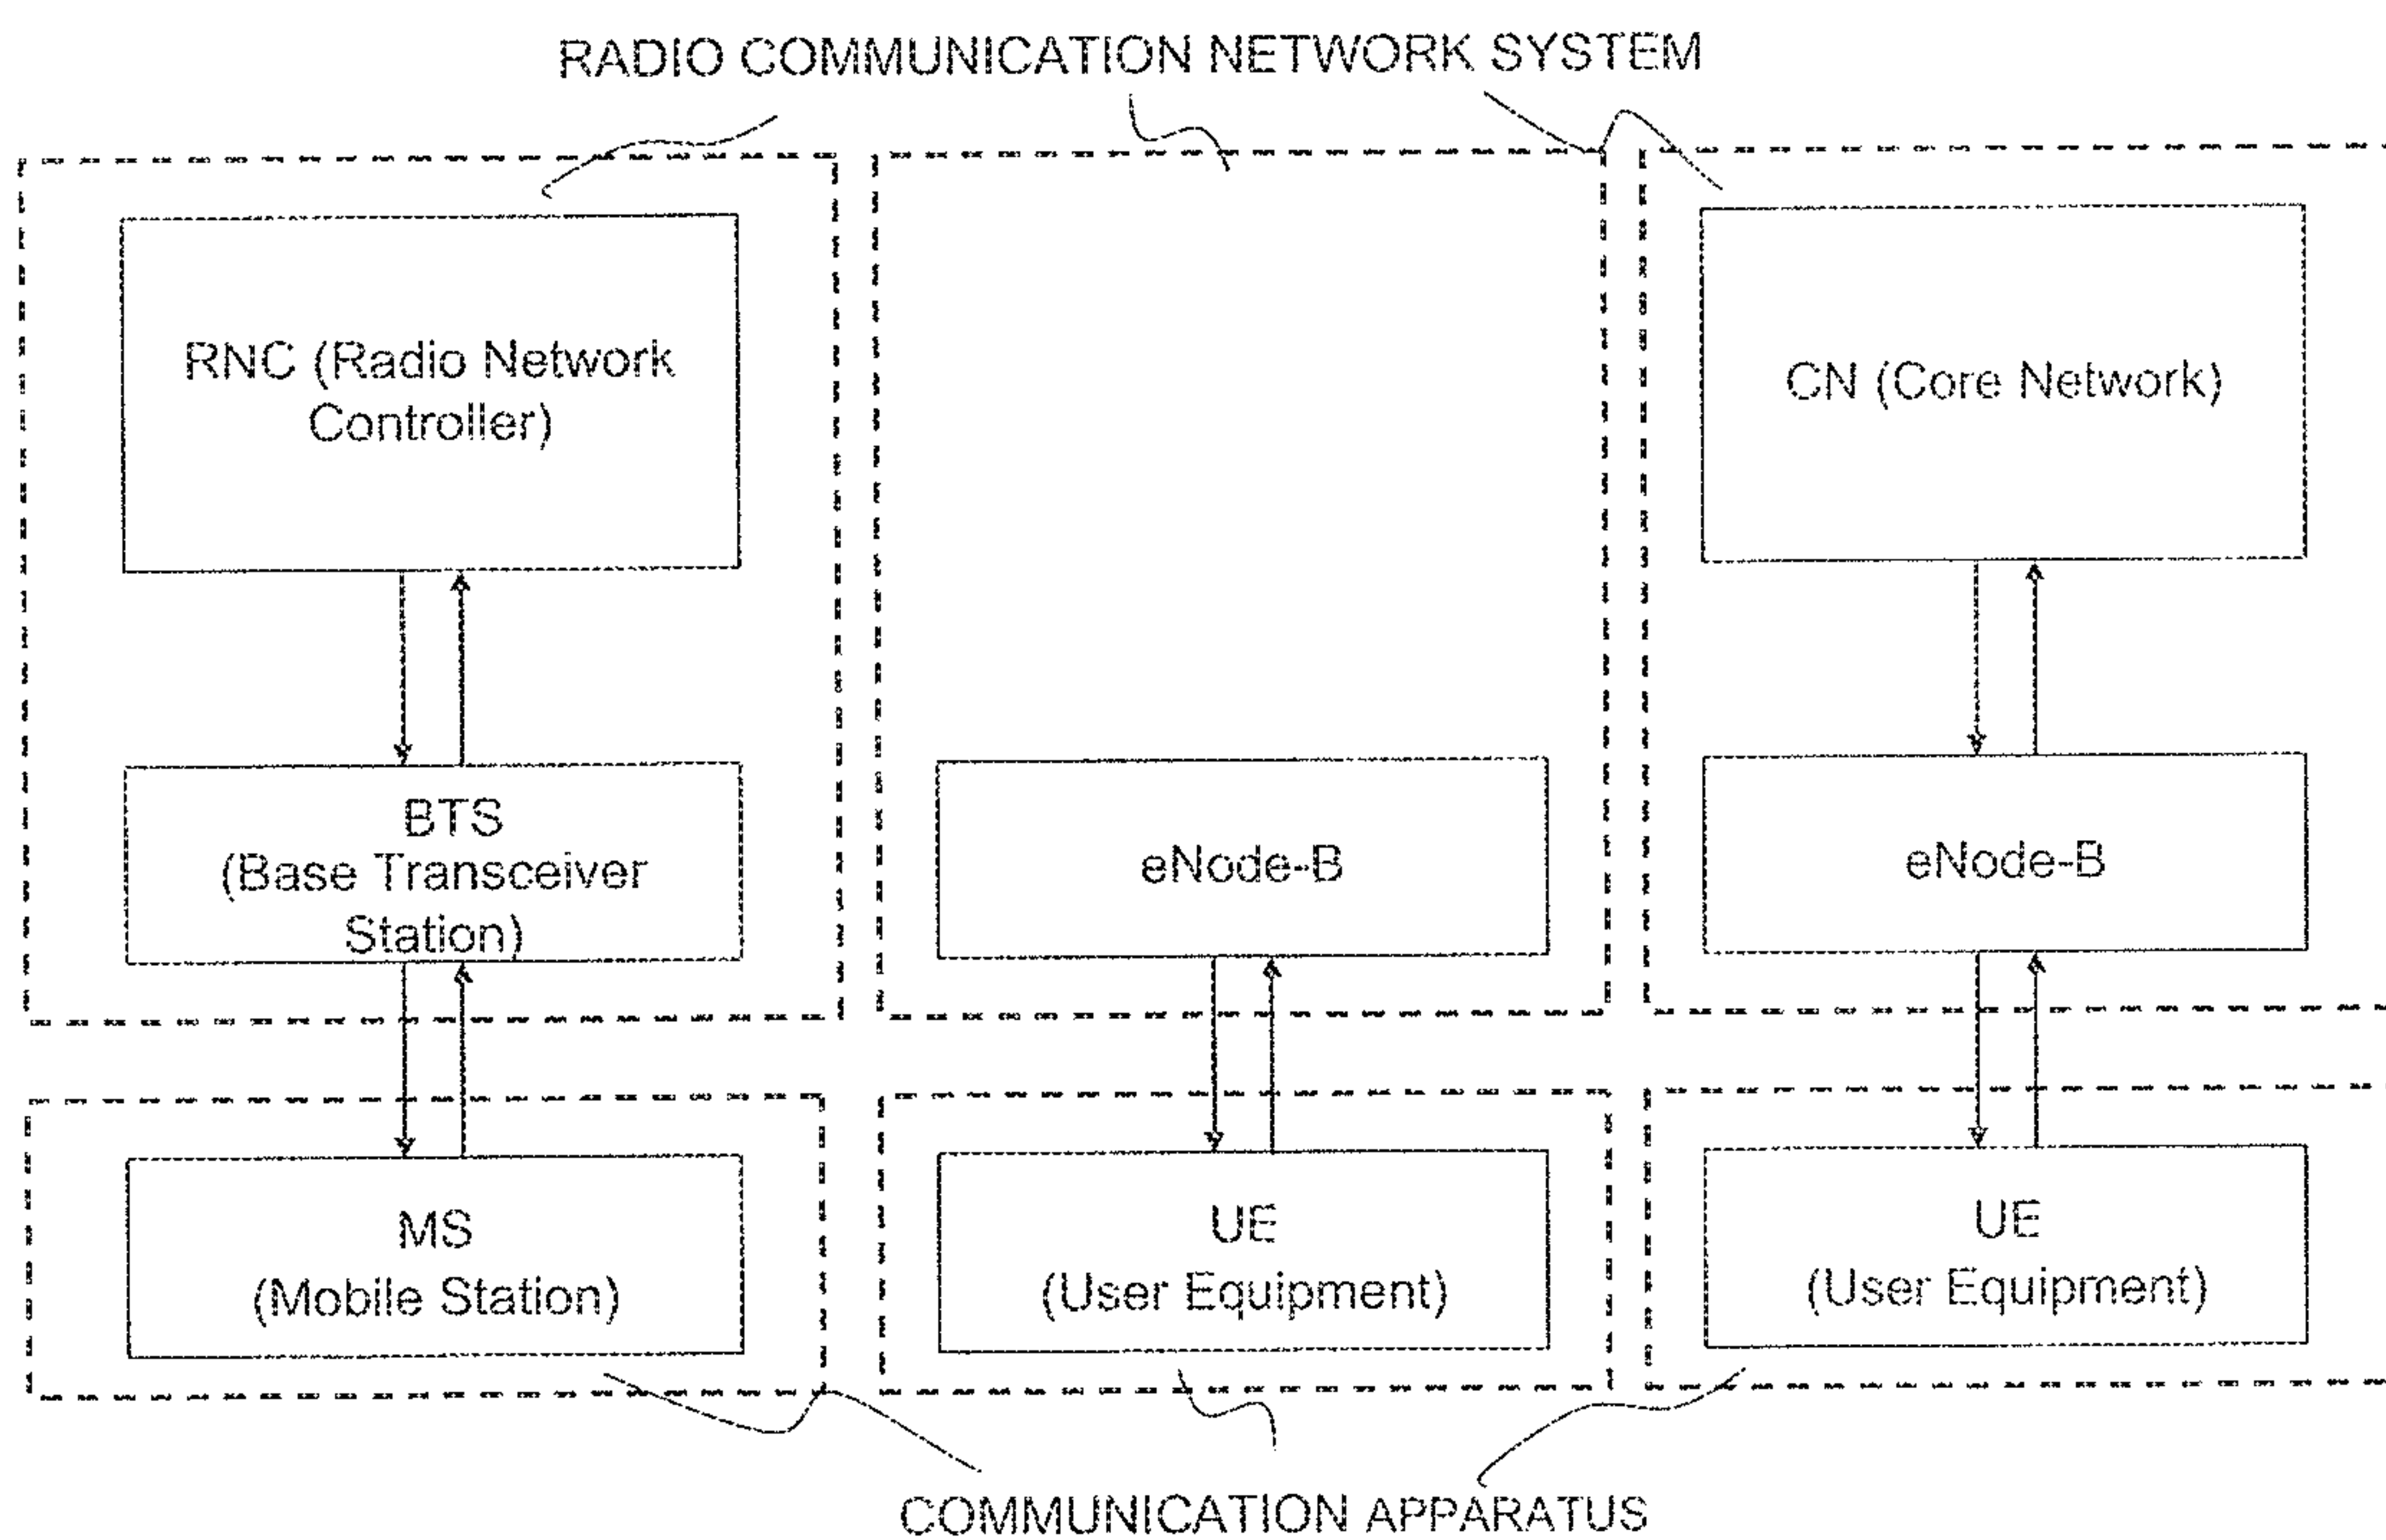 RADIO COMMUNICATION NETWORK SYSTEM
RNC (Radio Network
Controller)
CN (Core Network)
BTS
(Base Transceiver
Station)
eNode-B
eNode-B
MS
(Mobile Station)
UE
(User Equipment)
UE
(User Equipment)
COMMUNICATION APPARATUS